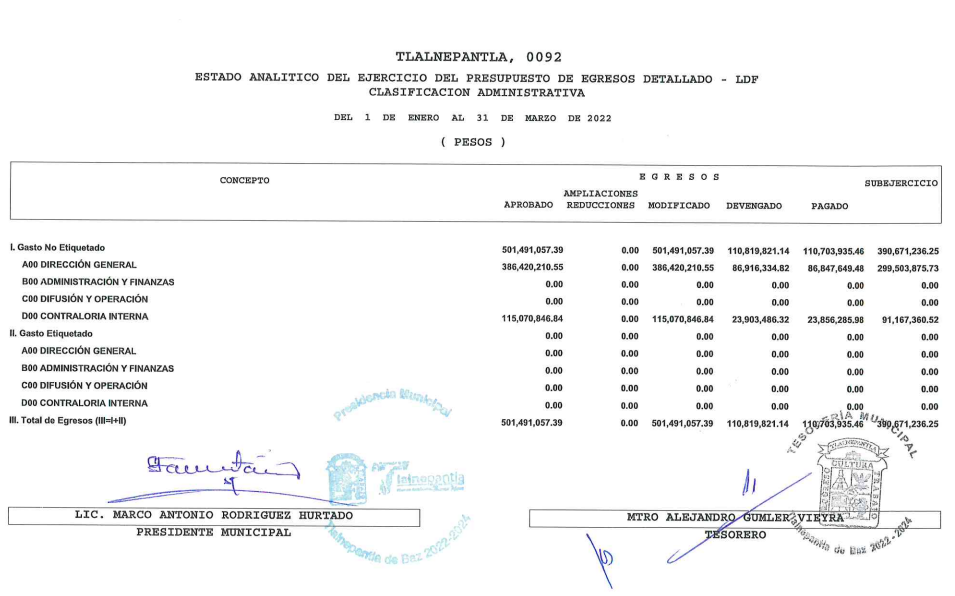 TLALNEPANTLA, 0092
ESTADO ANALITICO DEL EJERCICIO DEL PRESUPUESTO DE EGRESOS DETALLADO - LDF
CLASIFICACION ADMINISTRATIVA
DEL 1 DE ENERO AL 31 DE MARZO DE 2022
( PESOS )
CONCEPTO
E G R E S O S
SUBEJERCICIO
APROBADO
AMPLIACIONES
REDUCCIONES
MODIFICADO
DEVENGADO
PAGADO
I. Gasto No Etiquetado 501,491,057.39 0.00 501,491,057.39 110,819,821.14 110,703,935.46 390,671,236.25
A00 DIRECCIÓN GENERAL 386,420,210.55 0.00 386,420,210.55 86,916,334.82 86,847,649.48 299,503,875.73
B00 ADMINISTRACIÓN Y FINANZAS 0.00 0.00 0.00 0.00 0.00 0.00
C00 DIFUSIÓN Y OPERACIÓN 0.00 0.00 0.00 0.00 0.00 0.00
D00 CONTRALORIA INTERNA 115,070,846.84 0.00 115,070,846.84 23,903,486.32 23,856,285.98 91,167,360.52
II. Gasto Etiquetado 0.00 0.00 0.00 0.00 0.00 0.00
A00 DIRECCIÓN GENERAL 0.00 0.00 0.00 0.00 0.00 0.00
B00 ADMINISTRACIÓN Y FINANZAS 0.00 0.00 0.00 0.00 0.00 0.00
C00 DIFUSIÓN Y OPERACIÓN 0.00 0.00 0.00 0.00 0.00 0.00
D00 CONTRALORIA INTERNA 0.00 0.00 0.00 0.00 0.00 0.00
III. Total de Egresos (III=I+II) 501,491,057.39 0.00 501,491,057.39 110,819,821.14 110,703,935.46 390,671,236.25
Presidencia Municipal
Tlalnepantla
Tlalnepantla de Baz 2022-2024
TESORERÍA MUNICIPAL
TLALNEPANTLA
CULTURA
PROGRESO
TRABAJO
Tlalnepantla de Baz 2022 - 2024
LIC. MARCO ANTONIO RODRIGUEZ HURTADO
PRESIDENTE MUNICIPAL
MTRO ALEJANDRO GUMLER VIEYRA
TESORERO